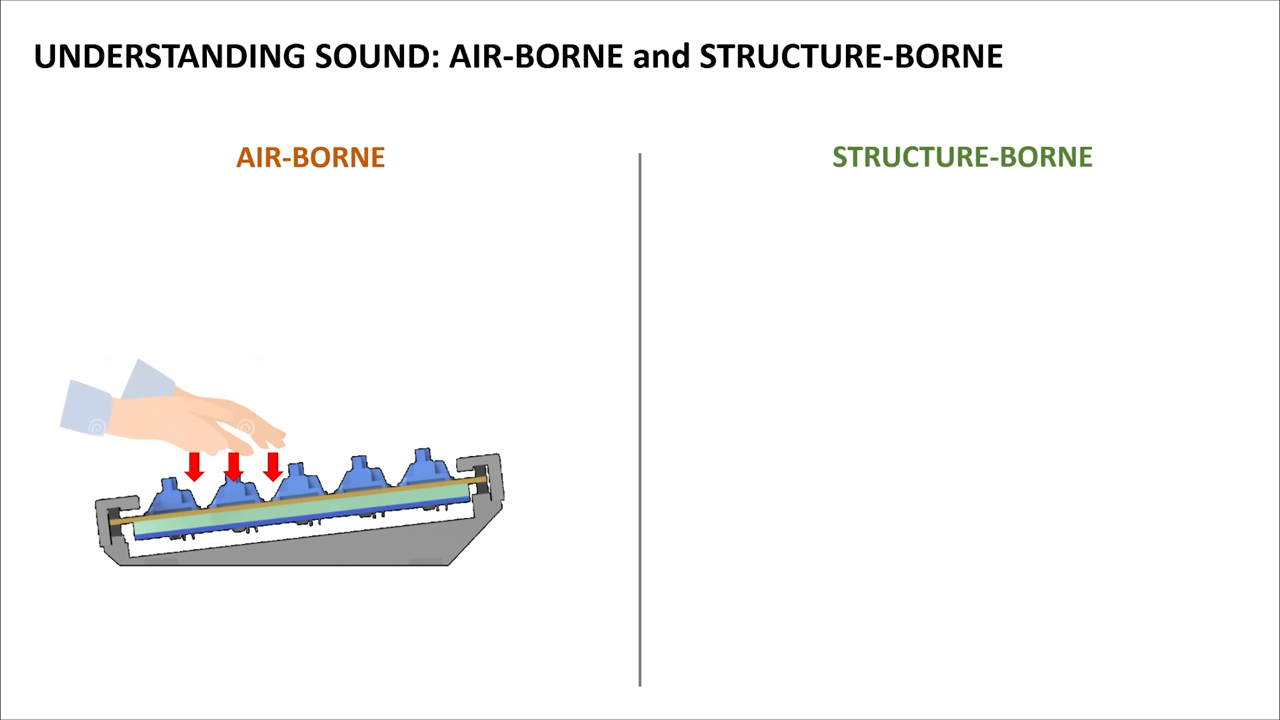 UNDERSTANDING SOUND: AIR-BORNE and STRUCTURE-BORNE
AIR-BORNE
STRUCTURE-BORNE